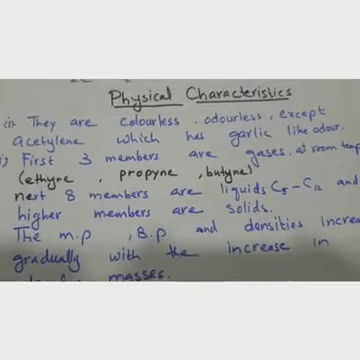 Physical Characteristics
They are colourless, odourless, except
acetylene which has garlic like odour.
First 3 members are gases. at room temp
(ethyne, propyne, butyne)
next 8 members are liquids C5-C12 and
higher members are solids.
The m.p, B.p and densities increa
gradually with the increase in
masses.